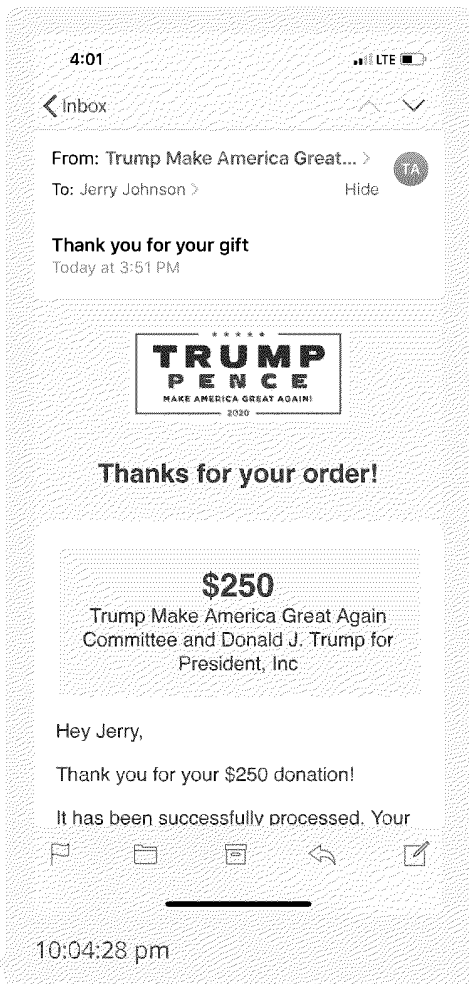 4:01 LTE
Inbox
From: Trump Make America Great...
TA
To: Jerry Johnson Hide
Thank you for your gift
Today at 3:51 PM
TRUMP
PENCE
MAKE AMERICA GREAT AGAIN!
2020
Thanks for your order!
$250
Trump Make America Great Again
Committee and Donald J. Trump for
President, Inc
Hey Jerry,
Thank you for your $250 donation!
It has been successfully processed. Your
10:04:28 pm